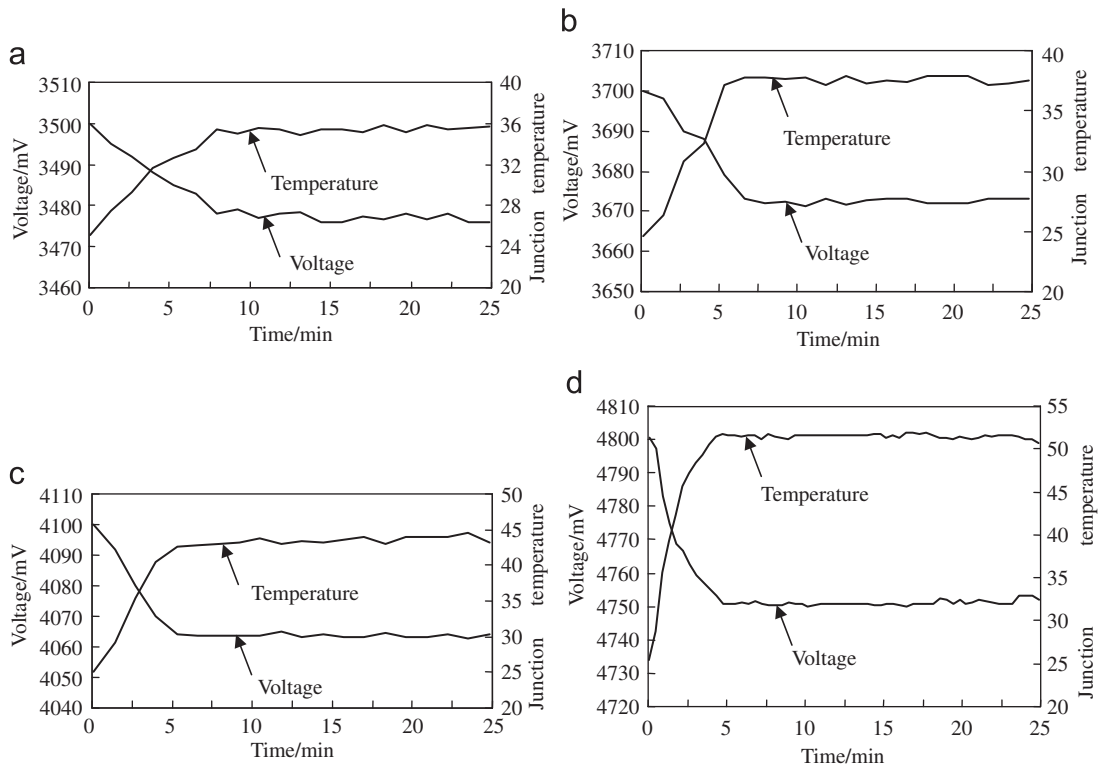 a
3510
3500
3490
3480
3470
3460
Voltage/mV
40
36
32
28
24
20
Junction temperature
Temperature
Voltage
0 5 10 15 20 25
Time/min
b
3710
3700
3690
3680
3670
3660
3650
Voltage/mV
40
35
30
25
20
Junction temperature
Temperature
Voltage
0 5 10 15 20 25
Time/min
c
4110
4100
4090
4080
4070
4060
4050
4040
Voltage/mV
50
45
40
35
30
25
20
Junction temperature
Temperature
Voltage
0 5 10 15 20 25
Time/min
d
4810
4800
4790
4780
4770
4760
4750
4740
4730
4720
Voltage/mV
55
50
45
40
35
30
25
20
Junction temperature
Temperature
Voltage
0 5 10 15 20 25
Time/min